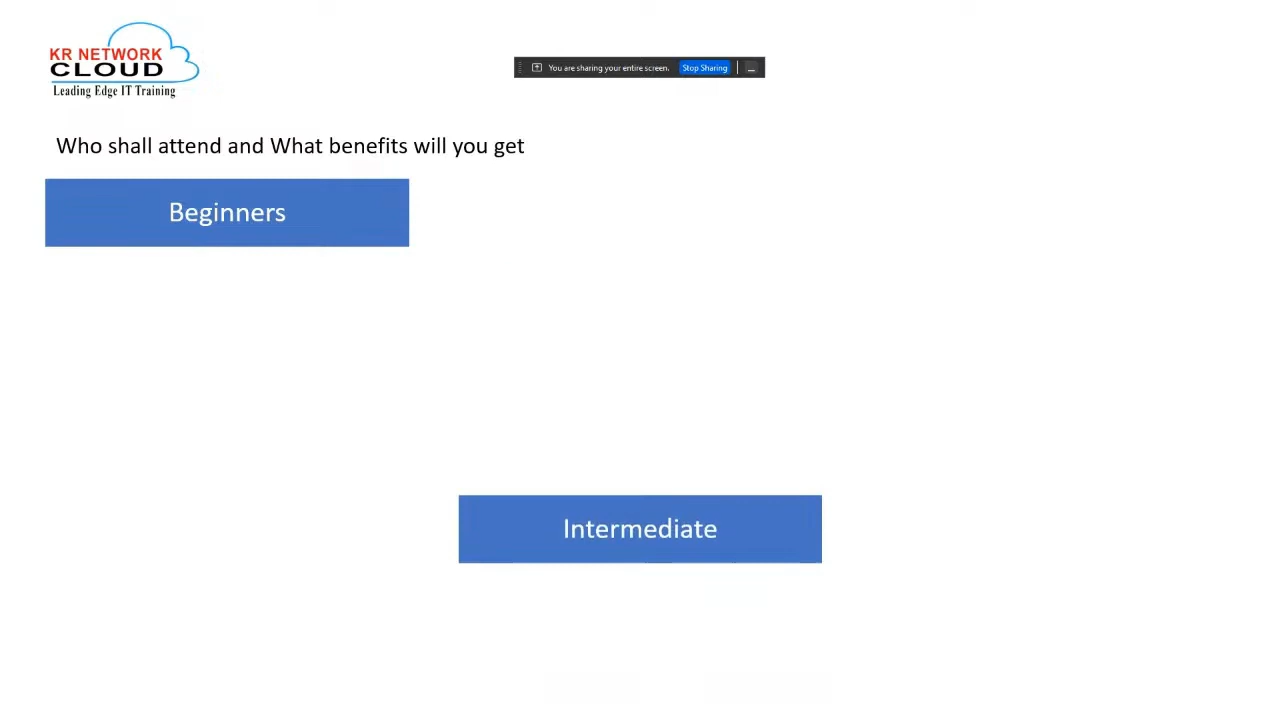 KR NETWORK
CLOUD
Leading Edge IT Training
You are sharing your entire screen. Stop Sharing
Who shall attend and What benefits will you get
Beginners
Intermediate